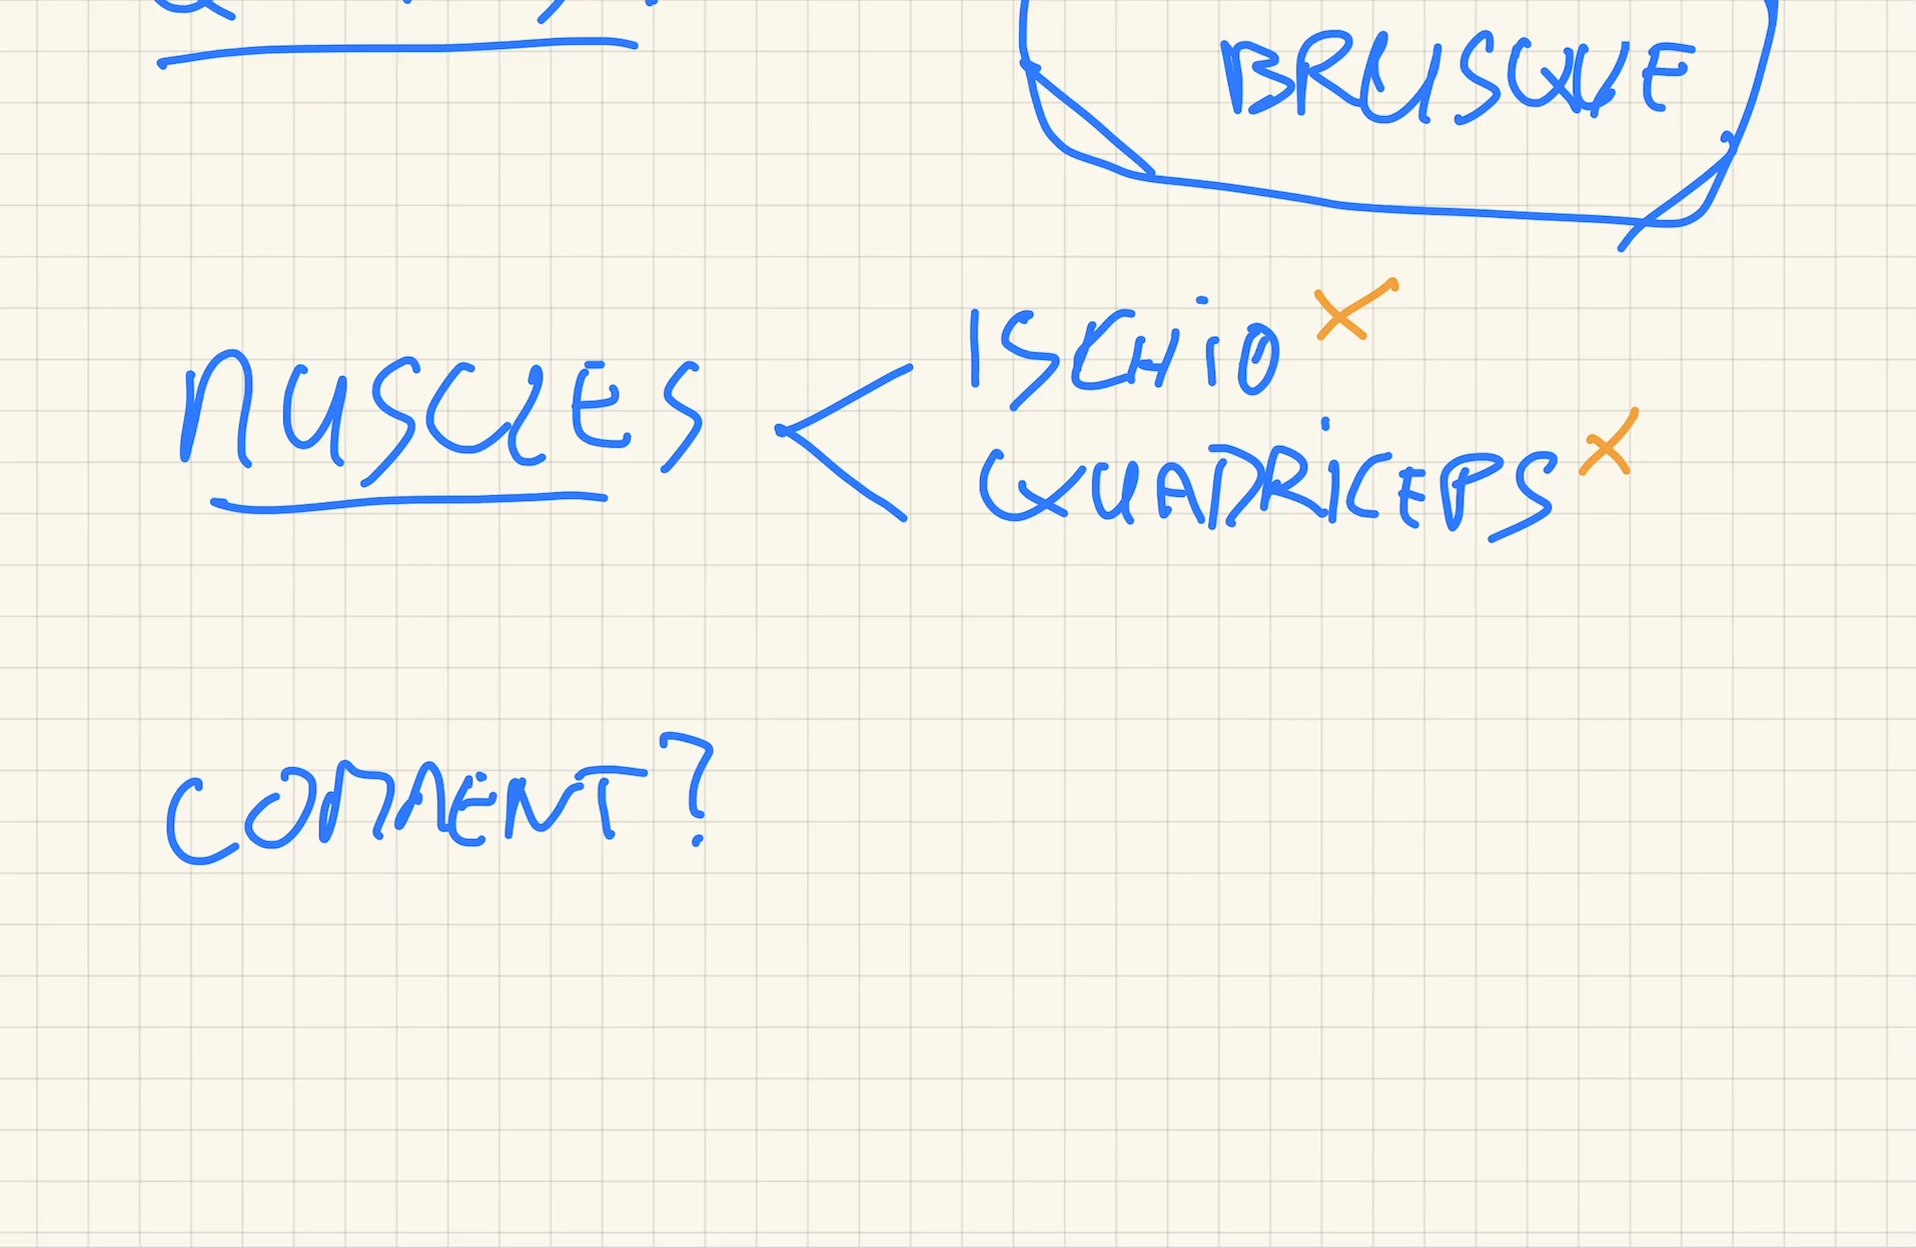 BRUSQUE
MUSCLES < ISCHIO ×
QUADRICEPS ×
COMMENT?